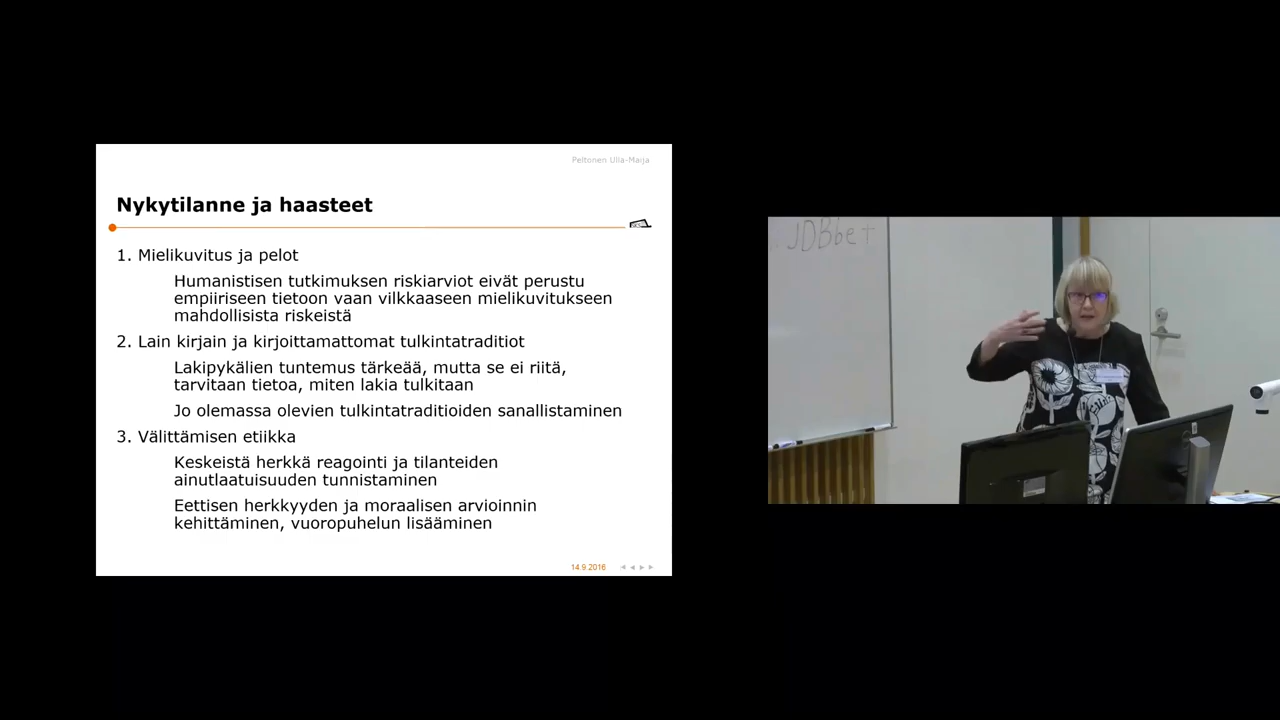 Peltonen Ulla-Maija
Nykytilanne ja haasteet
1. Mielikuvitus ja pelot
Humanistisen tutkimuksen riskiarviot eivät perustu
empiiriseen tietoon vaan vilkkaaseen mielikuvitukseen
mahdollisista riskeistä
2. Lain kirjain ja kirjoittamattomat tulkintatraditiot
Lakipykälien tuntemus tärkeää, mutta se ei riitä,
tarvitaan tietoa, miten lakia tulkitaan
Jo olemassa olevien tulkintatraditioiden sanallistaminen
3. Välittämisen etiikka
Keskeistä herkkä reagointi ja tilanteiden
ainutlaatuisuuden tunnistaminen
Eettisen herkkyyden ja moraalisen arvioinnin
kehittäminen, vuoropuhelun lisääminen
14.9.2016